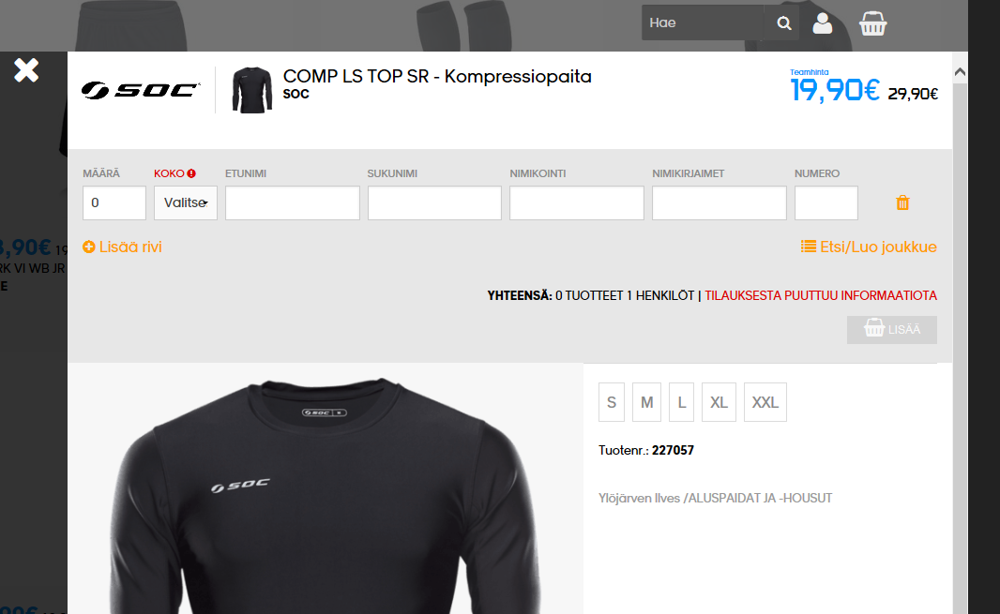 Hae
SOC
COMP LS TOP SR - Kompressiopaita
SOC
Teamhinta
19,90€ 29,90€
MÄÄRÄ KOKO ETUNIMI SUKUNIMI NIMIKOINTI NIMIKIRJAIMET NUMERO
0 Valitse
Lisää rivi Etsi/Luo joukkue
YHTEENSÄ: 0 TUOTTEET 1 HENKILÖT | TILAUKSESTA PUUTTUU INFORMAATIOTA
LISÄÄ
SOC
SOC
S M L XL XXL
Tuotenr.: 227057
Ylöjärven Ilves /ALUSPAIDAT JA -HOUSUT
,90€ 19
RK VI WB JR
E